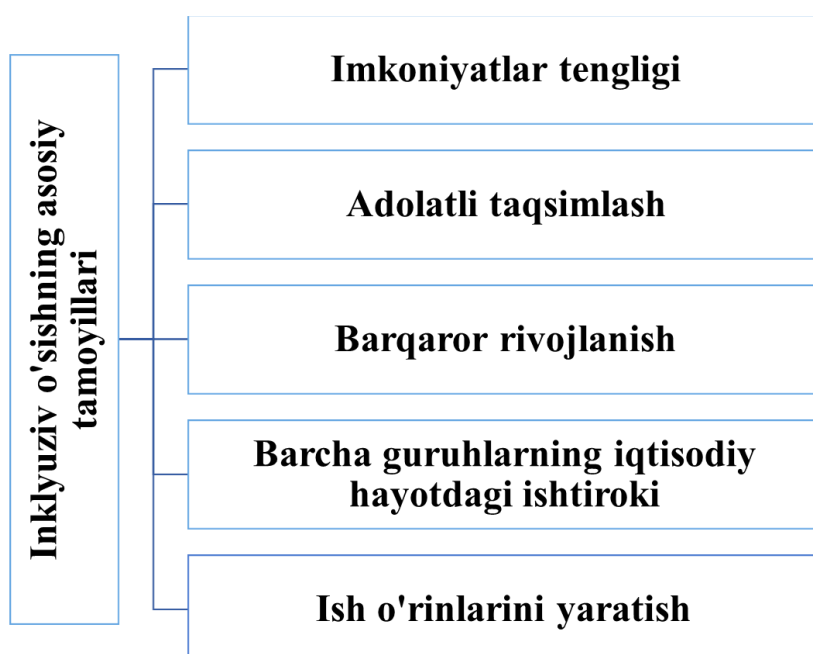 Inklyuziv o'sishning asosiy
tamoyillari
Imkoniyatlar tengligi
Adolatli taqsimlash
Barqaror rivojlanish
Barcha guruhlarning iqtisodiy
hayotdagi ishtiroki
Ish o'rinlarini yaratish